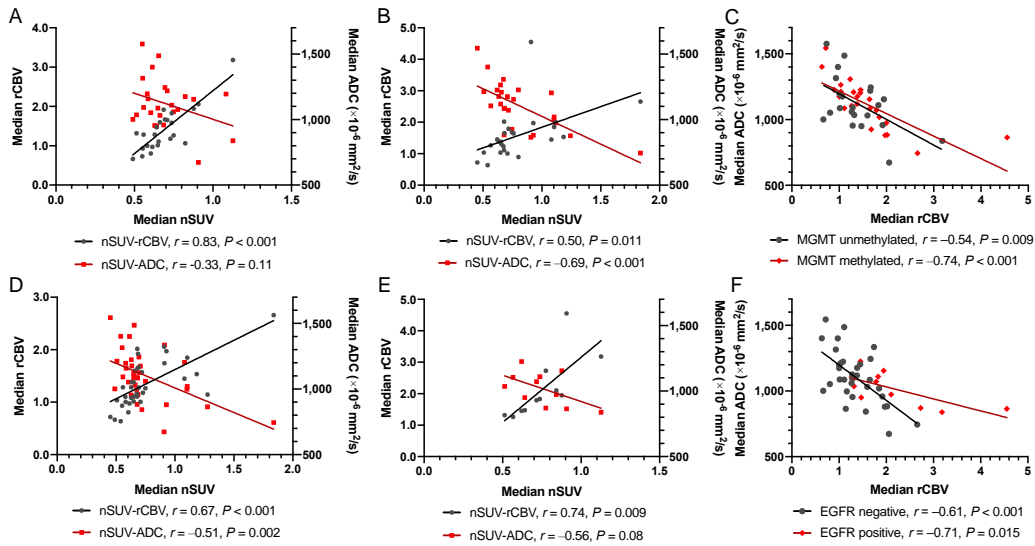 A
4.0
3.0
2.0
1.0
0.0
Median rCBV
1,500
1,000
500
Median ADC (×10⁻⁶ mm²/s)
0.0 0.5 1.0 1.5
Median nSUV
nSUV-rCBV, r = 0.83, P < 0.001
nSUV-ADC, r = -0.33, P = 0.11
B
5.0
4.0
3.0
2.0
1.0
0.0
Median rCBV
1,500
1,000
500
Median ADC (×10⁻⁶ mm²/s)
0.0 0.5 1.0 1.5 2.0
Median nSUV
nSUV-rCBV, r = 0.50, P = 0.011
nSUV-ADC, r = –0.69, P < 0.001
C
1,500
1,000
500
Median ADC (×10⁻⁶ mm²/s)
0 1 2 3 4 5
Median rCBV
MGMT unmethylated, r = –0.54, P = 0.009
MGMT methylated, r = –0.74, P < 0.001
D
3.0
2.0
1.0
0.0
Median rCBV
1,500
1,000
500
Median ADC (×10⁻⁶ mm²/s)
0.0 0.5 1.0 1.5 2.0
Median nSUV
nSUV-rCBV, r = 0.67, P < 0.001
nSUV-ADC, r = –0.51, P = 0.002
E
5.0
4.0
3.0
2.0
1.0
0.0
Median rCBV
1,500
1,000
500
Median ADC (×10⁻⁶ mm²/s)
0.0 0.5 1.0 1.5
Median nSUV
nSUV-rCBV, r = 0.74, P = 0.009
nSUV-ADC, r = –0.56, P = 0.08
F
1,500
1,000
500
Median ADC (×10⁻⁶ mm²/s)
0 1 2 3 4 5
Median rCBV
EGFR negative, r = –0.61, P < 0.001
EGFR positive, r = –0.71, P = 0.015